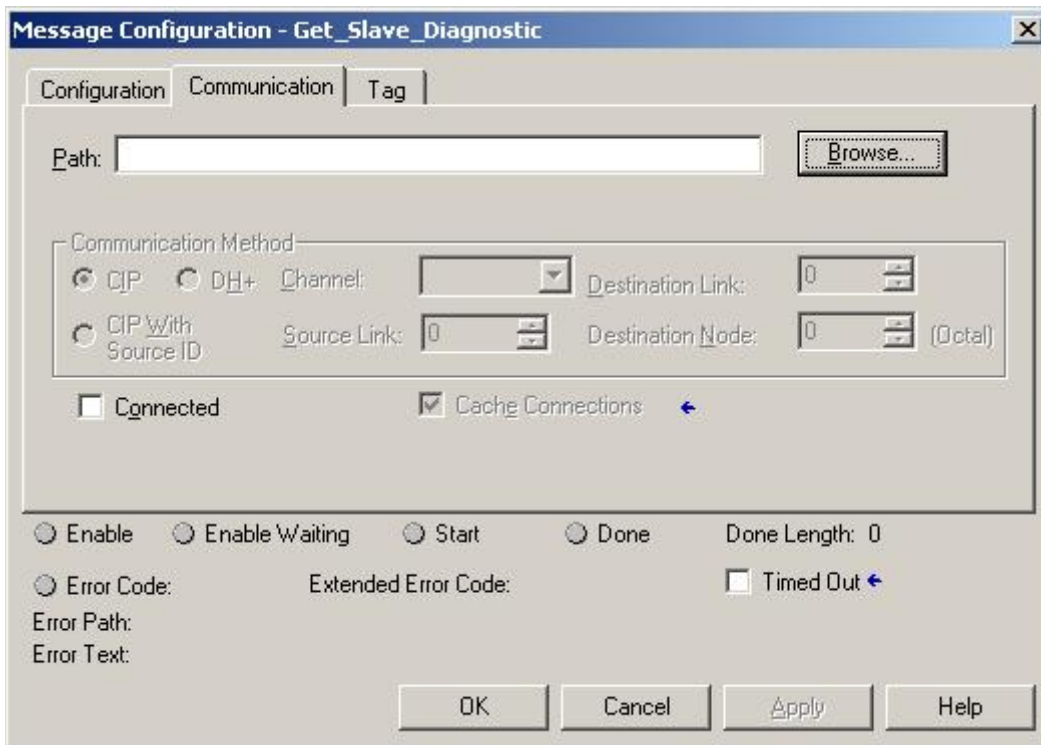 Message Configuration - Get_Slave_Diagnostic
Configuration Communication Tag
Path: Browse...
Communication Method
CIP DH+ Channel: Destination Link: 0
CIP With Source ID Source Link: 0 Destination Node: 0 (Octal)
Connected Cache Connections
Enable Enable Waiting Start Done Done Length: 0
Error Code: Extended Error Code: Timed Out
Error Path:
Error Text:
OK Cancel Apply Help